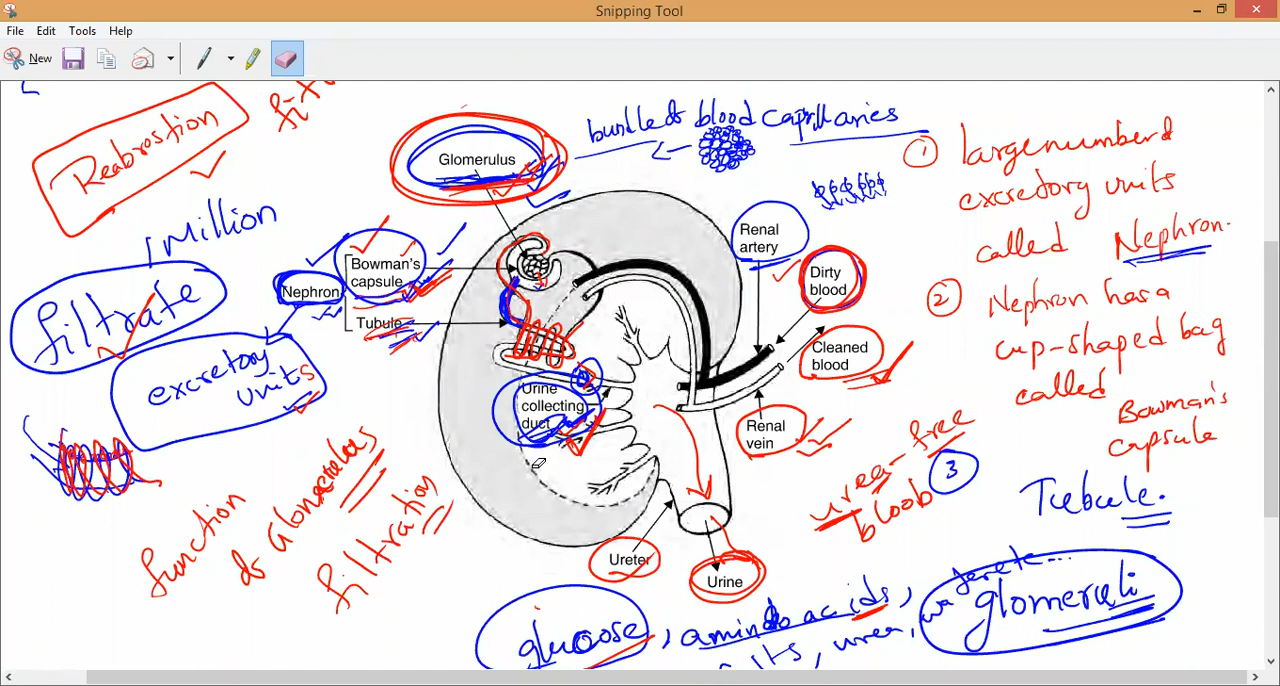 Snipping Tool
File Edit Tools Help
New
Reabrostion
Glomerulus
bundle of blood capillaries
1 Million
Bowman's
capsule
Nephron
Tubule
filtrate
excretory
units
Renal
artery
Dirty
blood
Cleaned
blood
Urine
collecting
duct
Renal
vein
Ureter
Urine
urea-free
bloob
function
of Glomerulous
filtration
① large number of
excretory units
called Nephron.
② Nephron has a
cup-shaped bag
called
Bowman's
capsule
③
Tubule.
glomeruli
glucose, amindo acids,
urea,